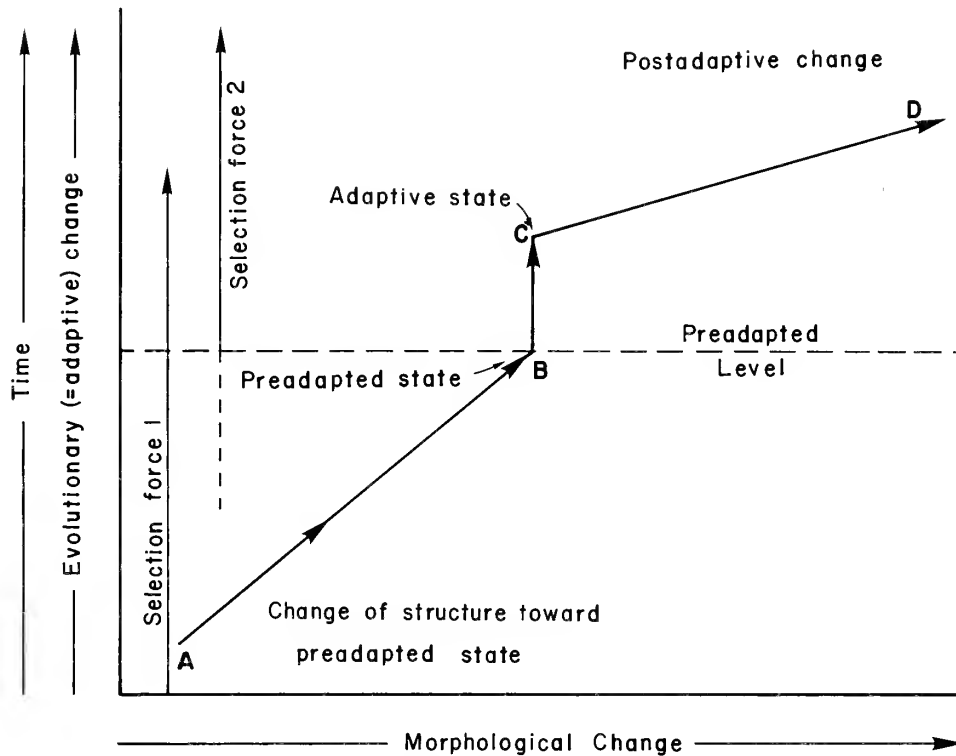 Time
Evolutionary (=adaptive) change
Selection force 1
Selection force 2
Postadaptive change
D
Adaptive state
C
Preadapted
Level
Preadapted state
B
Change of structure toward
preadapted state
A
Morphological Change